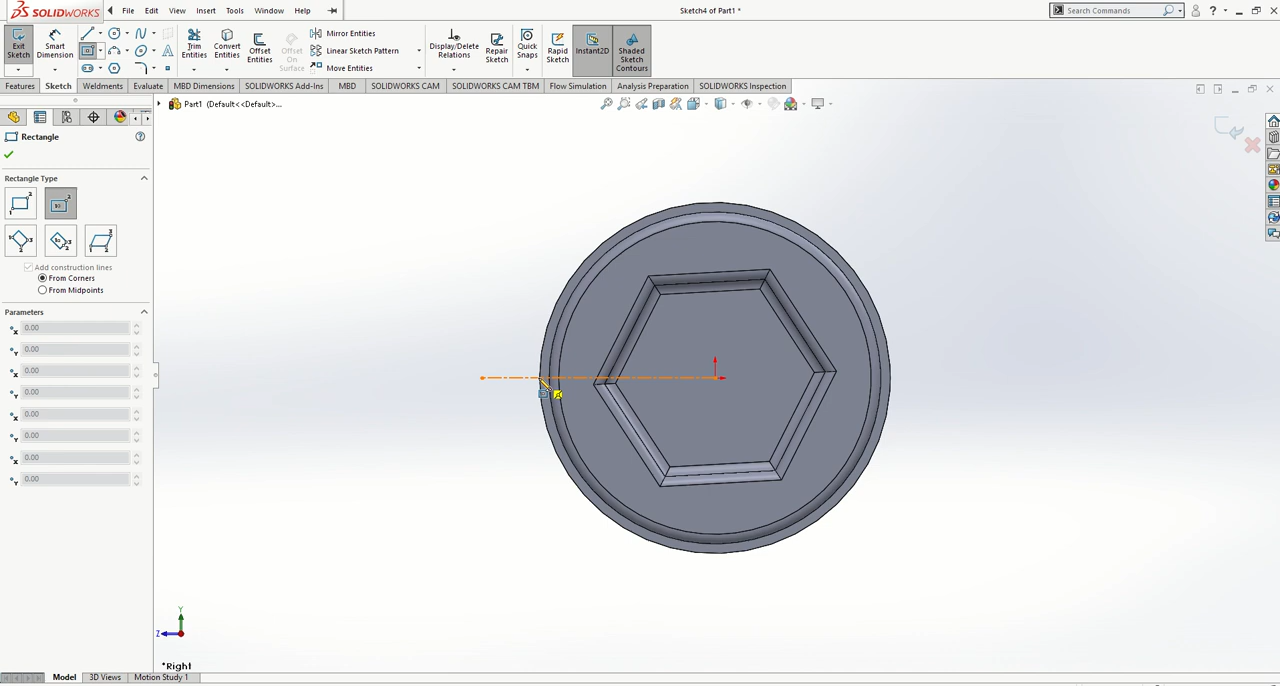 SOLIDWORKS File Edit View Insert Tools Window Help Sketch4 of Part1 * Search Commands
Exit Sketch
Smart Dimension
Trim Entities
Convert Entities
Offset Entities
Offset On Surface
Mirror Entities
Linear Sketch Pattern
Move Entities
Display/Delete Relations
Repair Sketch
Quick Snaps
Rapid Sketch
Instant2D
Shaded Sketch Contours
Features Sketch Weldments Evaluate MBD Dimensions SOLIDWORKS Add-Ins MBD SOLIDWORKS CAM SOLIDWORKS CAM TBM Flow Simulation Analysis Preparation SOLIDWORKS Inspection
Part1 (Default<<Default>...
Rectangle
Rectangle Type
Add construction lines
From Corners
From Midpoints
Parameters
x 0.00
Y 0.00
x 0.00
Y 0.00
x 0.00
Y 0.00
x 0.00
Y 0.00
Y
Z
*Right
Model 3D Views Motion Study 1